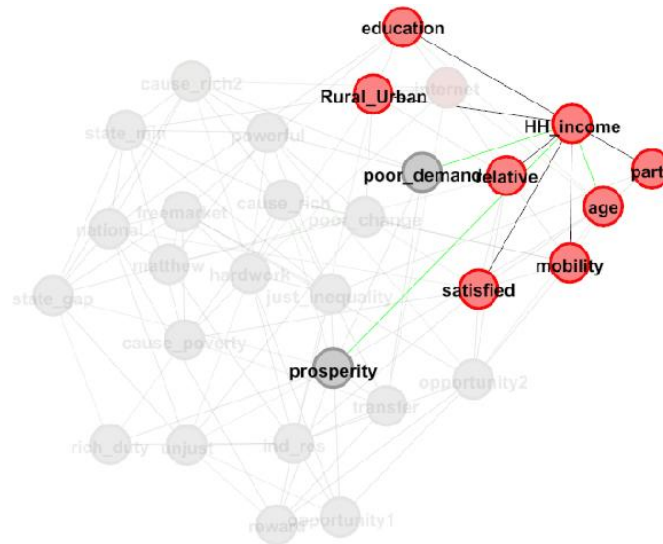 education
cause_rich2
internet
Rural_Urban
state_min
powerful
HH_income
poor_demand
relative
part
cause_rich
age
freemarket
poor_change
national
matthew
hardwork
mobility
satisfied
state_gap
just_inequality
cause_poverty
prosperity
opportunity2
transfer
rich_duty
unjust
ind_res
reward
opportunity1